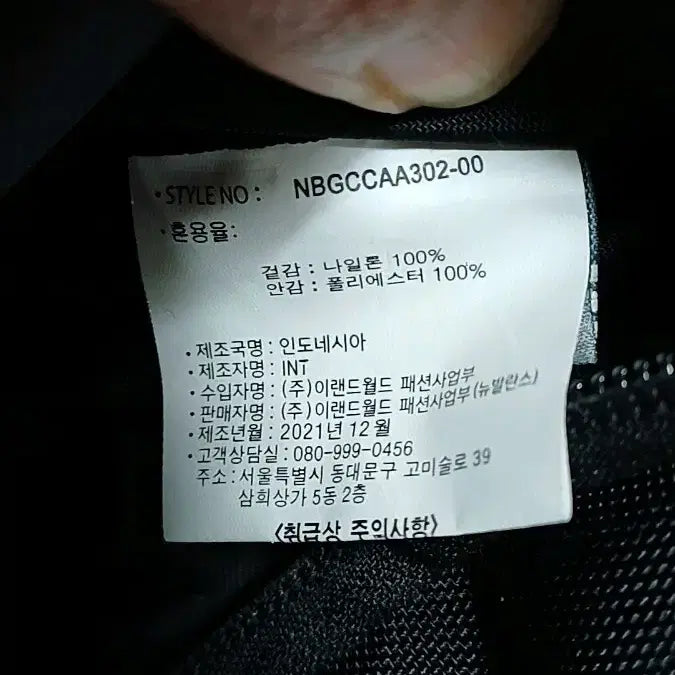 • STYLE NO : NBGCCAA302-00
• 혼용율:
겉감 : 나일론 100%
안감 : 폴리에스터 100%
• 제조국명 : 인도네시아
• 제조자명 : INT
• 수입자명 : (주)이랜드월드 패션사업부
• 판매자명 : (주)이랜드월드 패션사업부(뉴발란스)
• 제조년월 : 2021년 12월
• 고객상담실 : 080-999-0456
주소 : 서울특별시 동대문구 고미술로 39
삼희상가 5동 2층
<취급상 주의사항>